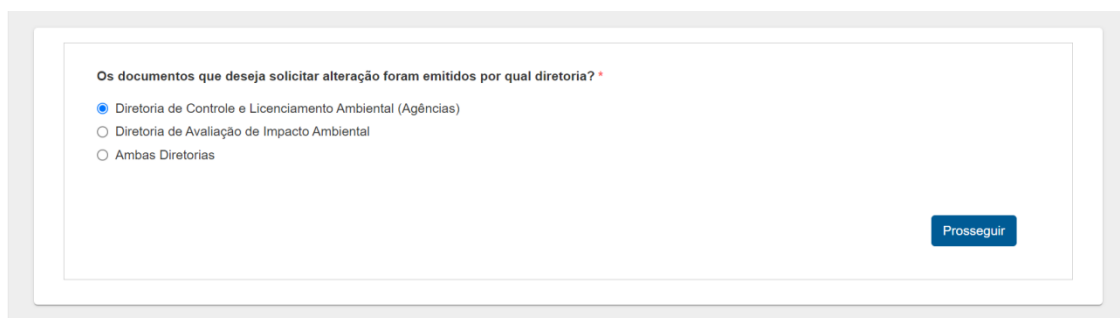 Os documentos que deseja solicitar alteração foram emitidos por qual diretoria? *
Diretoria de Controle e Licenciamento Ambiental (Agências)
Diretoria de Avaliação de Impacto Ambiental
Ambas Diretorias
Prosseguir